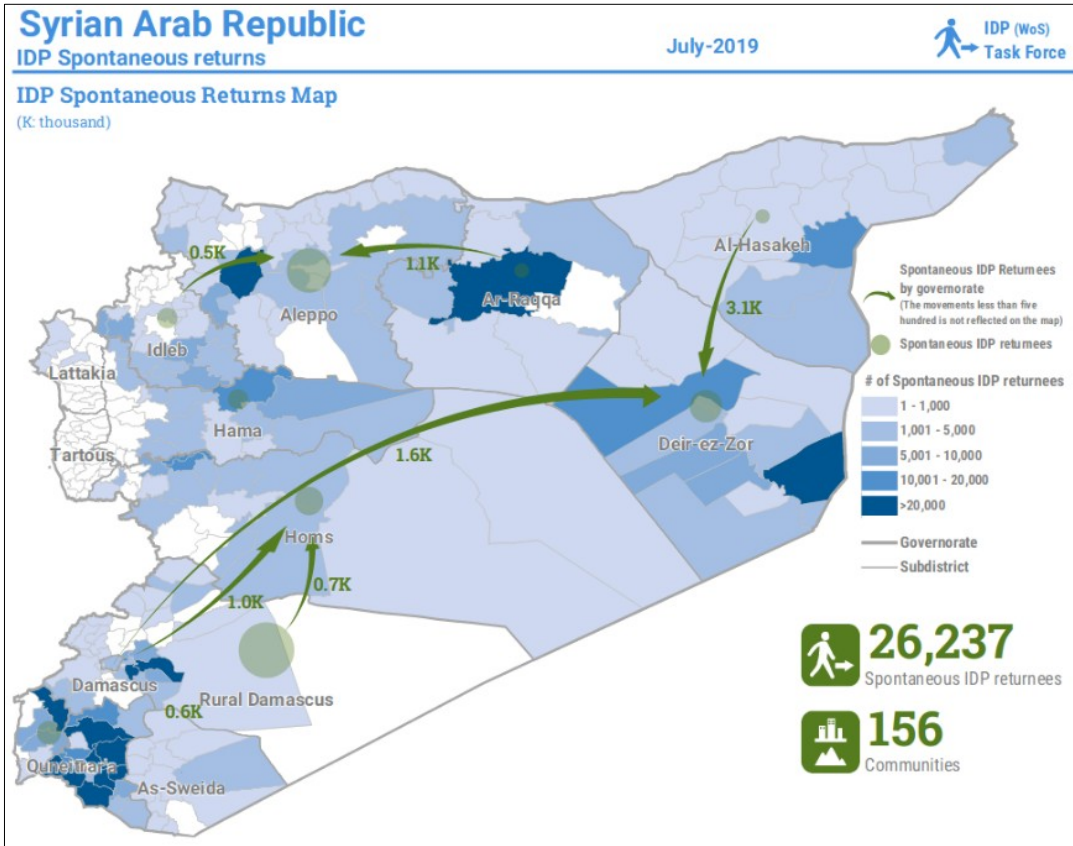 Syrian Arab Republic
IDP Spontaneous returns
July-2019
IDP (WoS)
Task Force
IDP Spontaneous Returns Map
(K: thousand)
0.5K
1.1K
Al-Hasakeh
Ar-Raqqa
Aleppo
3.1K
Idleb
Lattakia
Hama
Deir-ez-Zor
Tartous
1.6K
Homs
0.7K
1.0K
Damascus
Rural Damascus
0.6K
Quneitra
Dar'a
As-Sweida
Spontaneous IDP Returnees
by governorate
(The movements less than five
hundred is not reflected on the map)
Spontaneous IDP returnees
# of Spontaneous IDP returnees
1 - 1,000
1,001 - 5,000
5,001 - 10,000
10,001 - 20,000
>20,000
Governorate
Subdistrict
26,237
Spontaneous IDP returnees
156
Communities